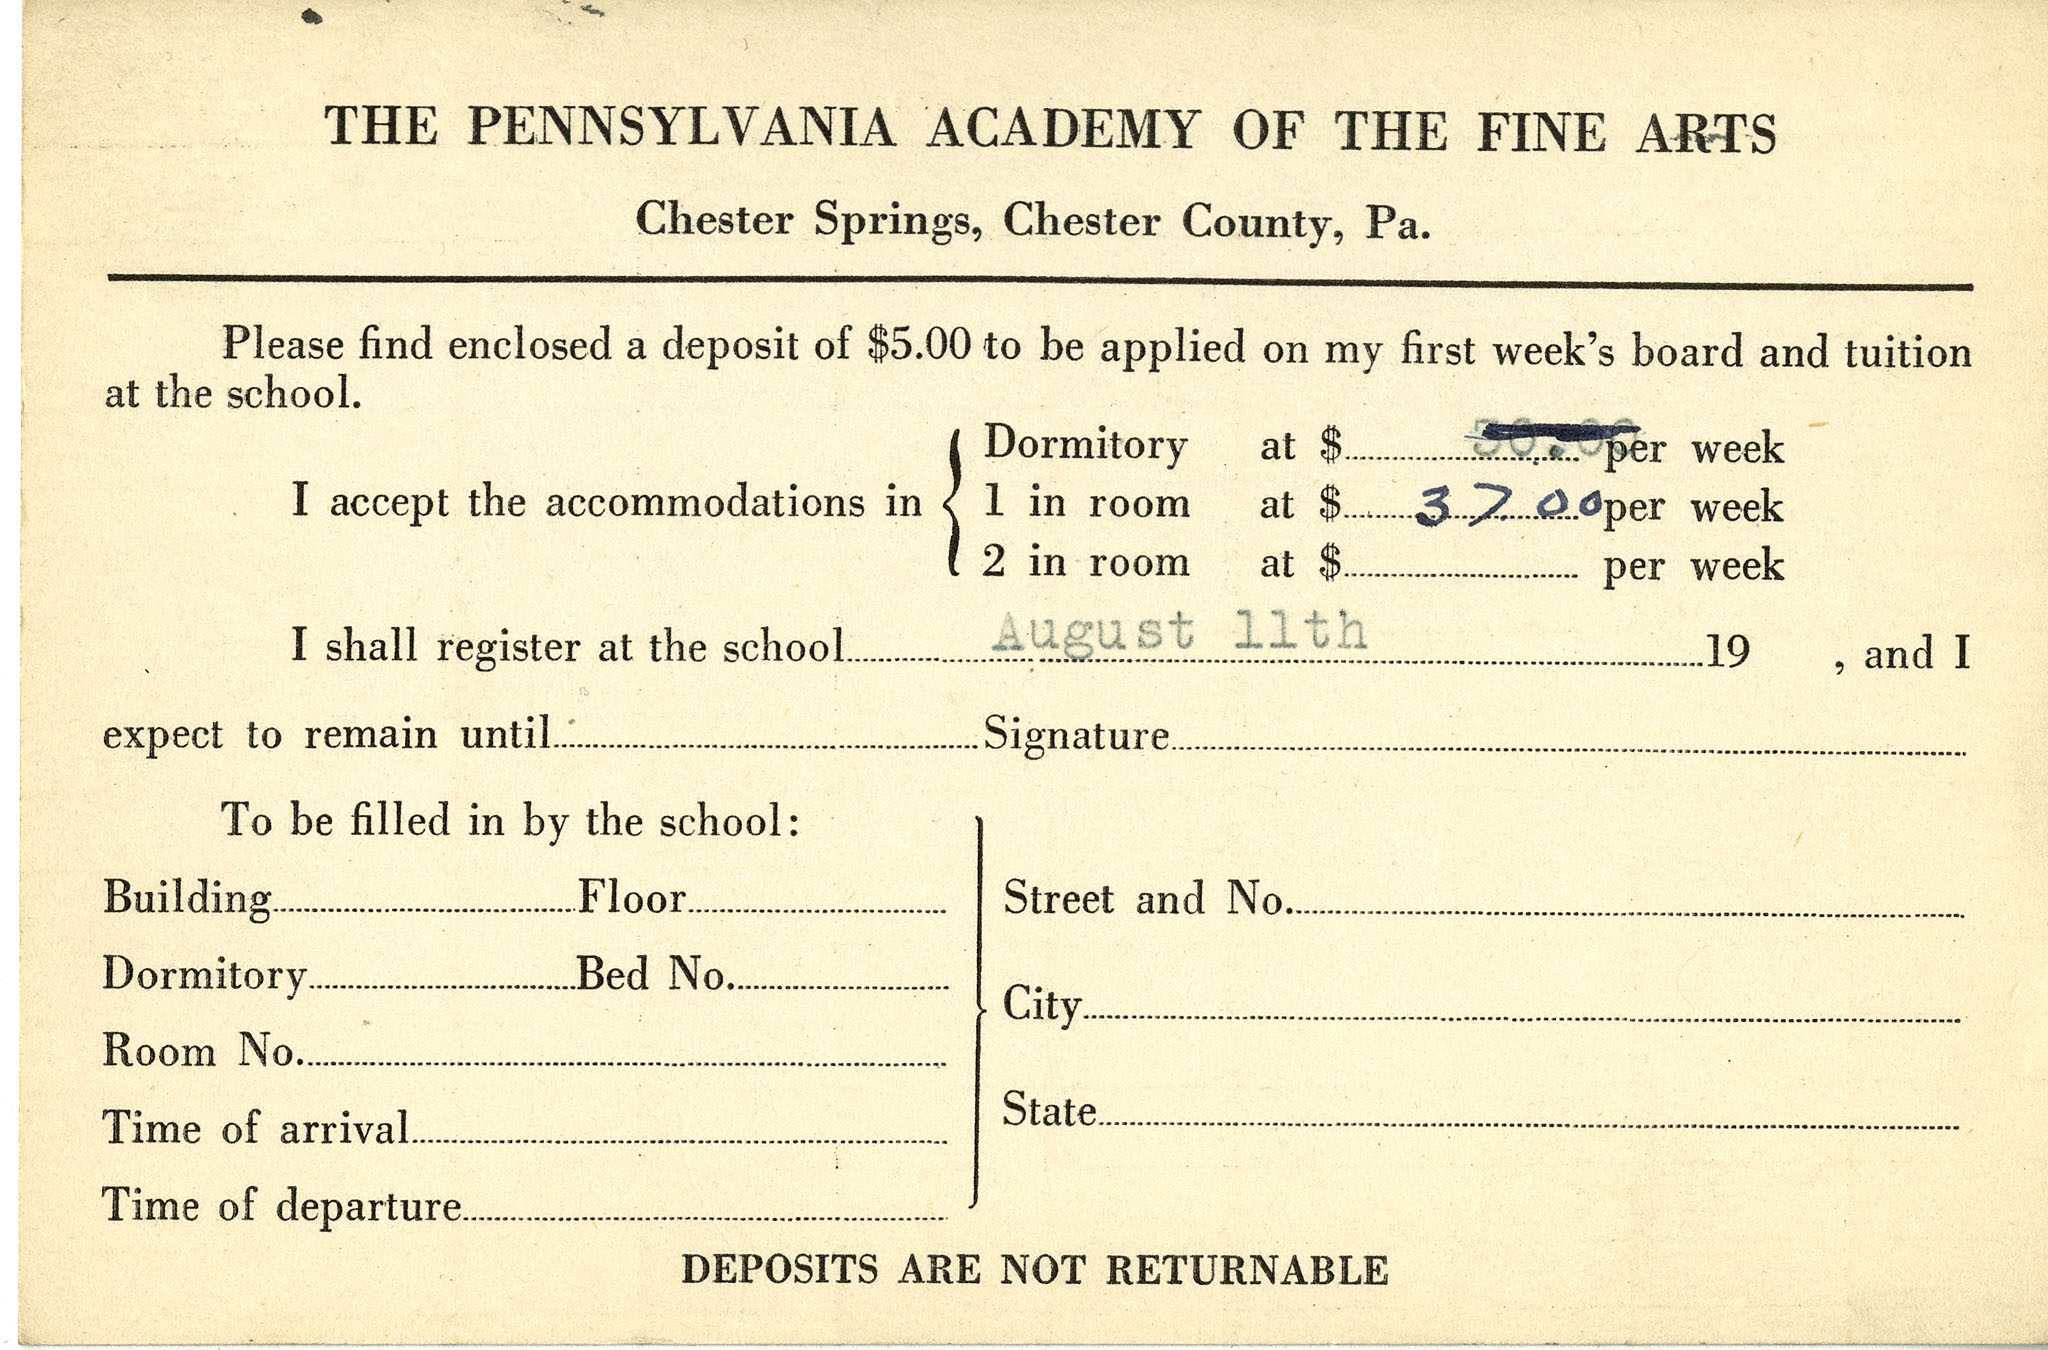 THE PENNSYLVANIA ACADEMY OF THE FINE ARTS
Chester Springs, Chester County, Pa.
Please find enclosed a deposit of $5.00 to be applied on my first week's board and tuition
at the school.
Dormitory at $ 30.00 per week
I accept the accommodations in { 1 in room at $ 37.00 per week
2 in room at $ per week
I shall register at the school August 11th 19 , and I
expect to remain until Signature
To be filled in by the school:
Building Floor
Dormitory Bed No.
Room No.
Time of arrival
Time of departure
Street and No.
City
State
DEPOSITS ARE NOT RETURNABLE